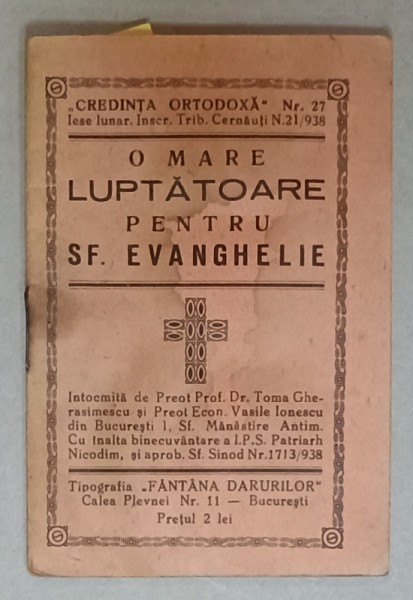 „CREDINȚA ORTODOXĂ“ Nr. 27
Iese lunar. Inscr. Trib. Cernăuți N.21/938
O MARE
LUPTĂTOARE
PENTRU
SF. EVANGHELIE
Intocmită de Preot Prof. Dr. Toma Ghe-
rasimescu și Preot Econ. Vasile Ionescu
din București I, Sf. Mănăstire Antim.
Cu înalta binecuvântare a I.P.S. Patriarh
Nicodim, și aprob. Sf. Sinod Nr.1713/938
Tipografia „FÂNTÂNA DARURILOR“
Calea Plevnei Nr. 11 — București
Prețul 2 lei